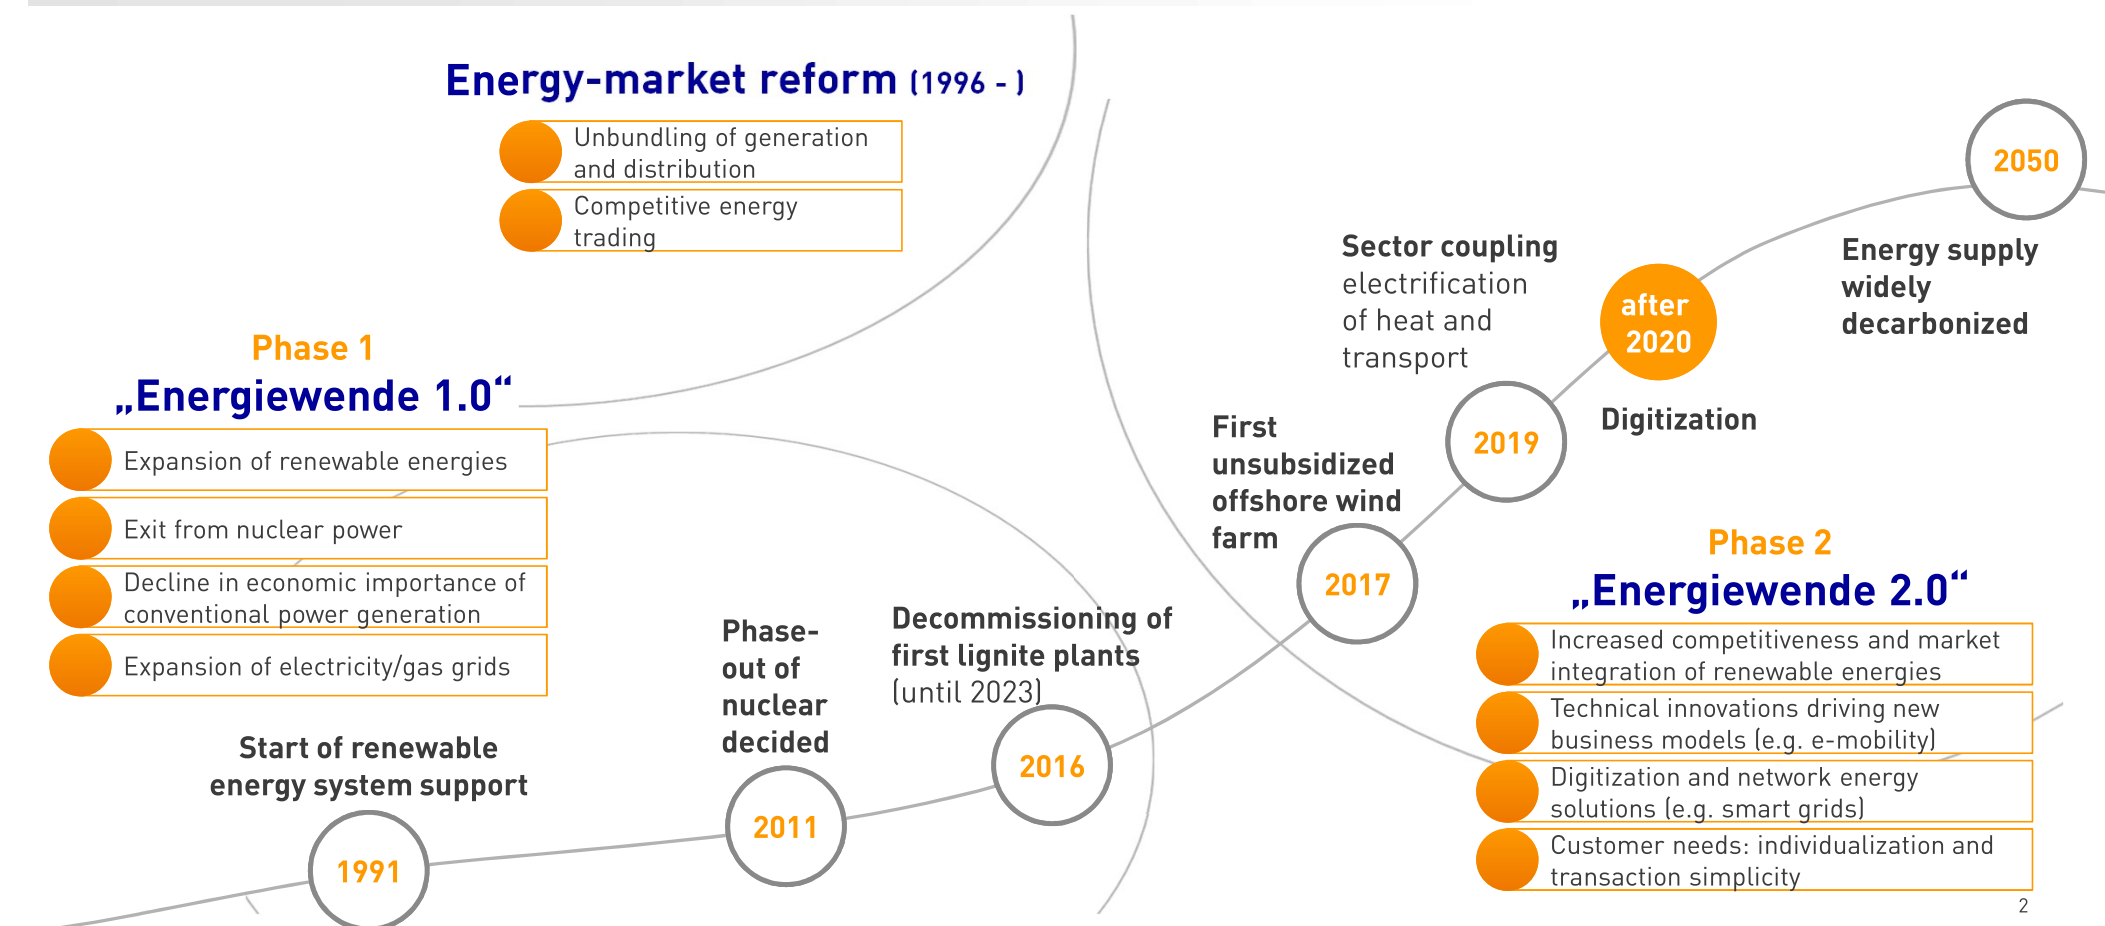 Energy-market reform (1996 - )
Unbundling of generation
and distribution
Competitive energy
trading
Phase 1
„Energiewende 1.0“
Expansion of renewable energies
Exit from nuclear power
Decline in economic importance of
conventional power generation
Expansion of electricity/gas grids
Start of renewable
energy system support
1991
Phase-
out of
nuclear
decided
2011
Decommissioning of
first lignite plants
(until 2023)
2016
First
unsubsidized
offshore wind
farm
2017
Sector coupling
electrification
of heat and
transport
2019
after
2020
Digitization
2050
Energy supply
widely
decarbonized
Phase 2
„Energiewende 2.0“
Increased competitiveness and market
integration of renewable energies
Technical innovations driving new
business models (e.g. e-mobility)
Digitization and network energy
solutions (e.g. smart grids)
Customer needs: individualization and
transaction simplicity
2